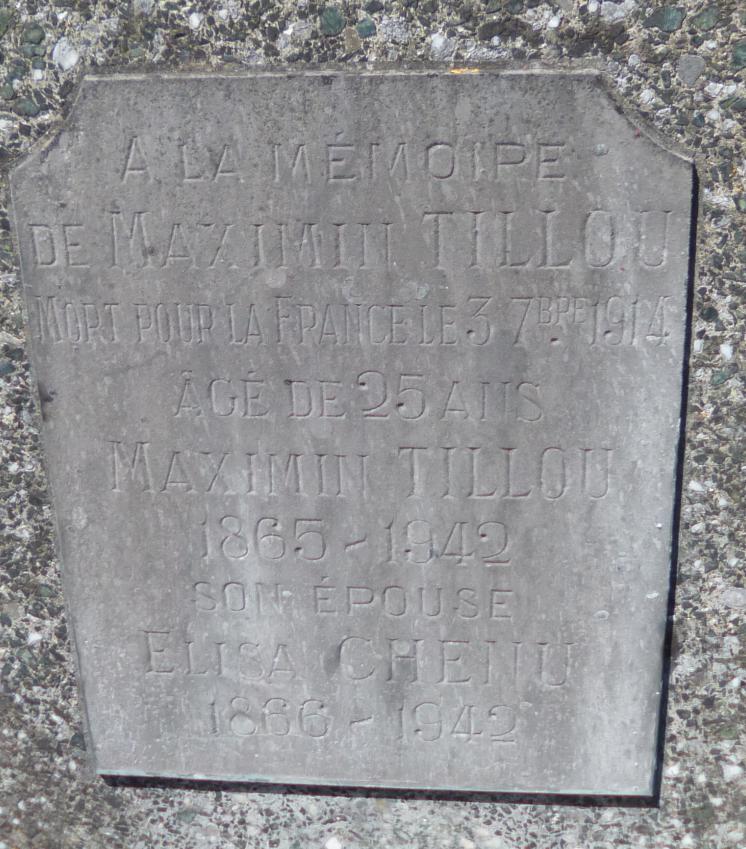 A LA MÉMOIRE
DE MAXIMIN TILLOU
MORT POUR LA FRANCE LE 3 7BRE 1914
ÂGÉ DE 25 ANS
MAXIMIN TILLOU
1865 - 1942
SON ÉPOUSE
ELISA CHENU
1866 - 1942